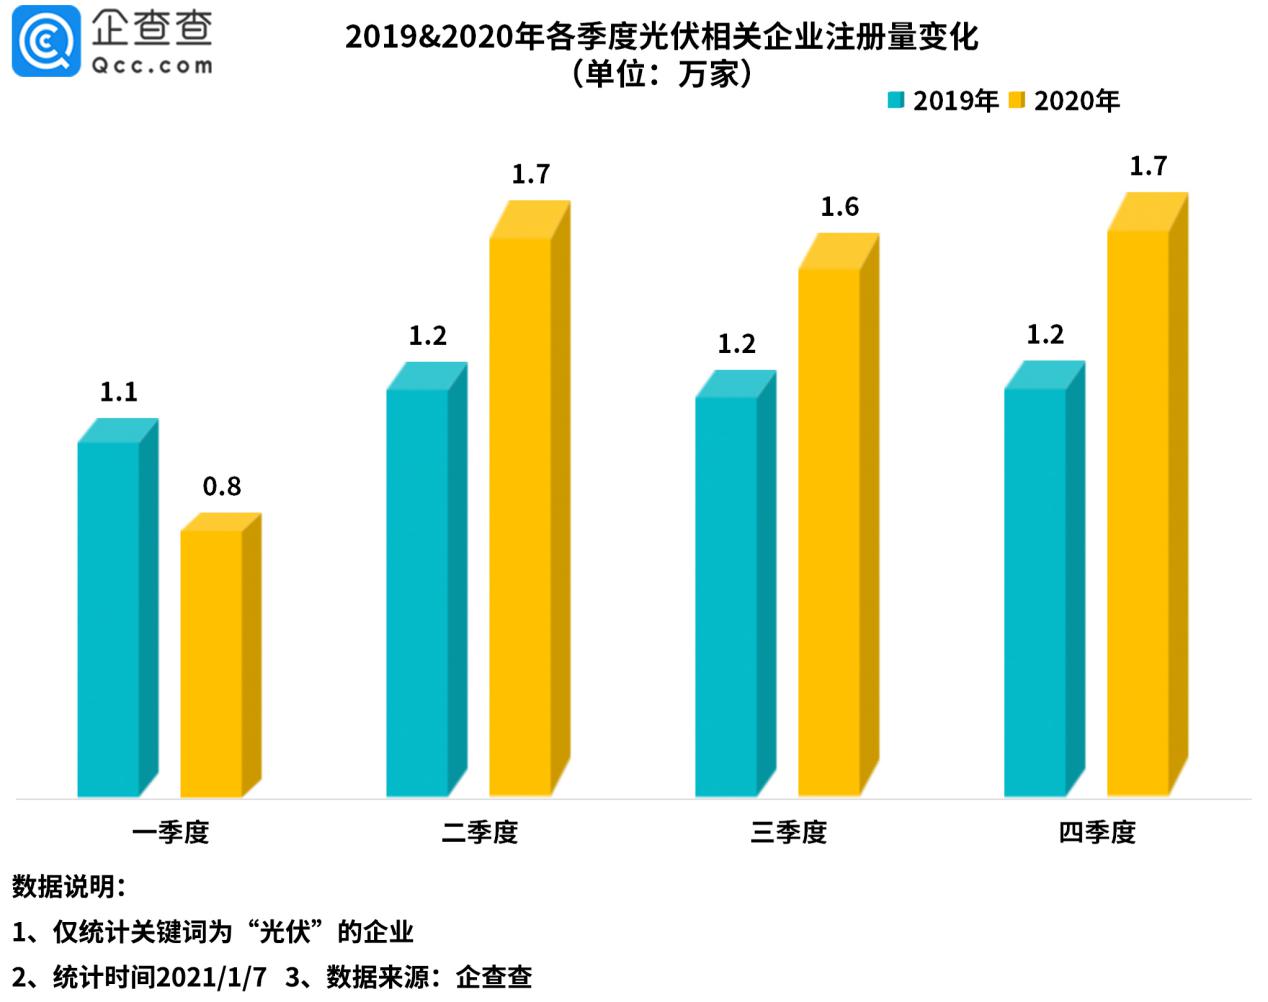 企查查
Qcc.com
2019&2020年各季度光伏相关企业注册量变化
（单位：万家）
2019年 2020年
1.1
0.8
1.2
1.7
1.2
1.6
1.2
1.7
一季度
二季度
三季度
四季度
数据说明：
1、仅统计关键词为“光伏”的企业
2、统计时间2021/1/7 3、数据来源：企查查